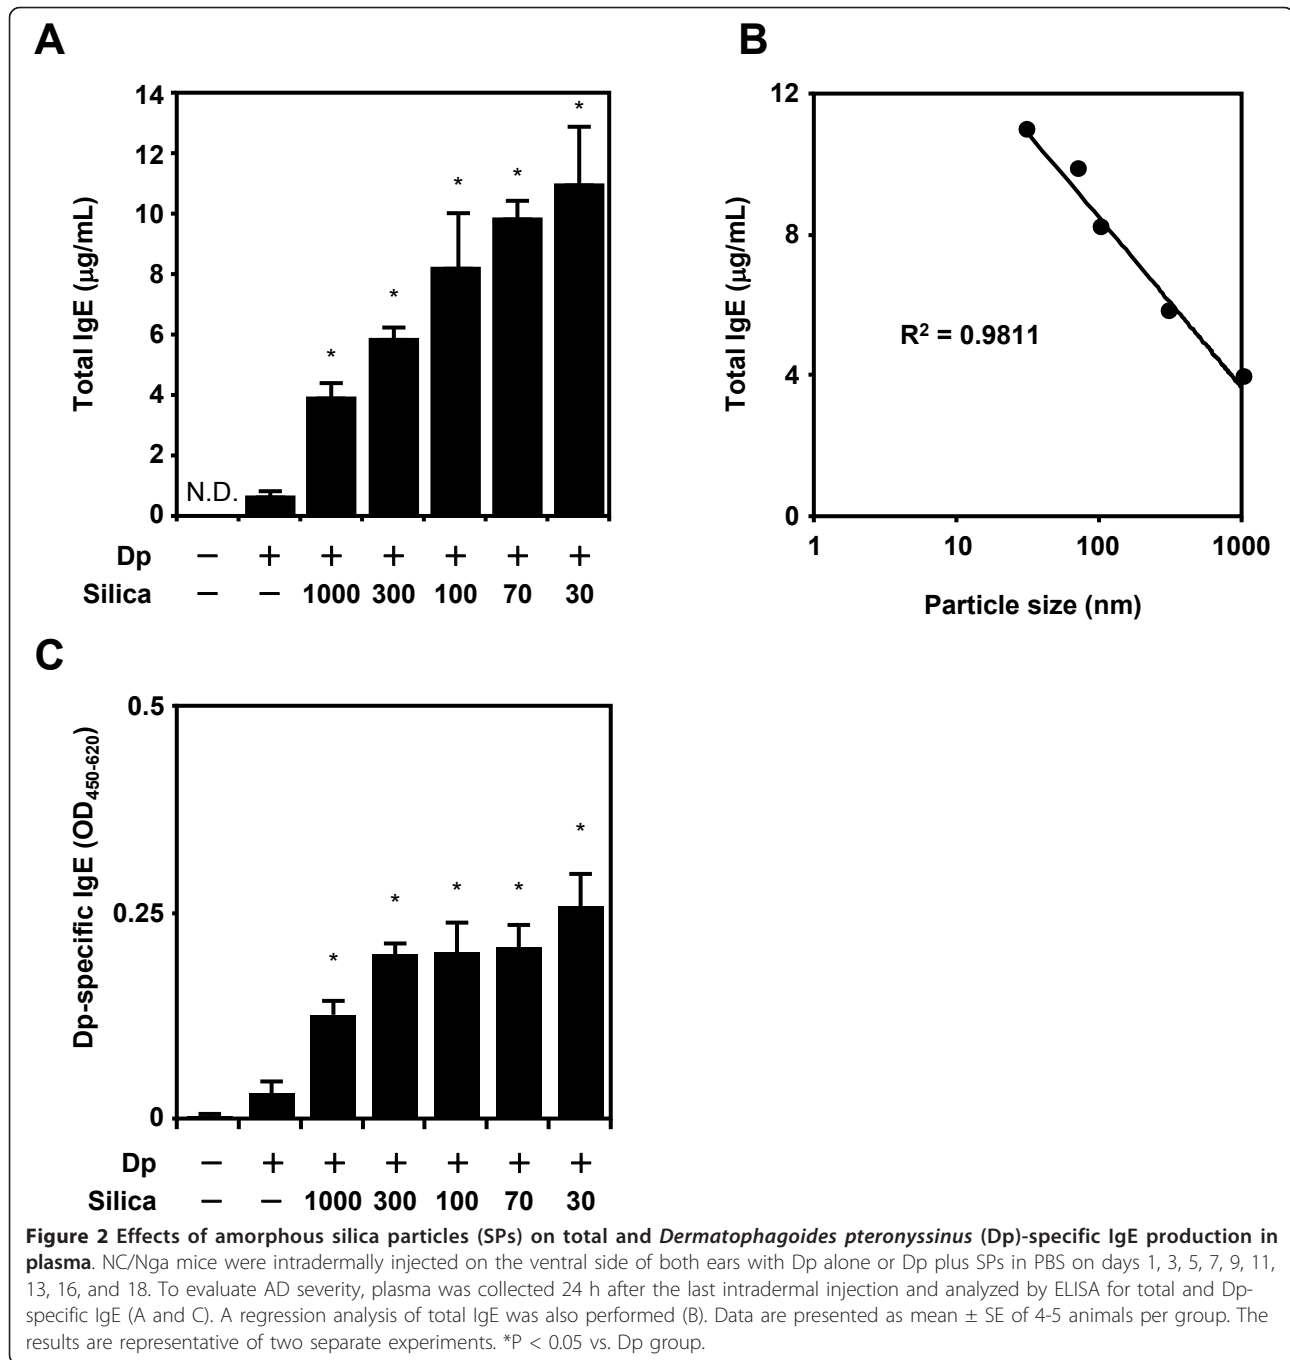 A
Total IgE (μg/mL)
14
12
10
8
6
4
2
0
N.D.
*
*
*
*
*
Dp – + + + + + +
Silica – – 1000 300 100 70 30
B
Total IgE (μg/mL)
12
8
4
0
R² = 0.9811
1 10 100 1000
Particle size (nm)
C
Dp-specific IgE (OD₄₅₀₋₆₂₀)
0.5
0.25
0
*
*
*
*
*
Dp – + + + + + +
Silica – – 1000 300 100 70 30
Figure 2 Effects of amorphous silica particles (SPs) on total and Dermatophagoides pteronyssinus (Dp)-specific IgE production in
plasma. NC/Nga mice were intradermally injected on the ventral side of both ears with Dp alone or Dp plus SPs in PBS on days 1, 3, 5, 7, 9, 11,
13, 16, and 18. To evaluate AD severity, plasma was collected 24 h after the last intradermal injection and analyzed by ELISA for total and Dp-
specific IgE (A and C). A regression analysis of total IgE was also performed (B). Data are presented as mean ± SE of 4-5 animals per group. The
results are representative of two separate experiments. *P < 0.05 vs. Dp group.